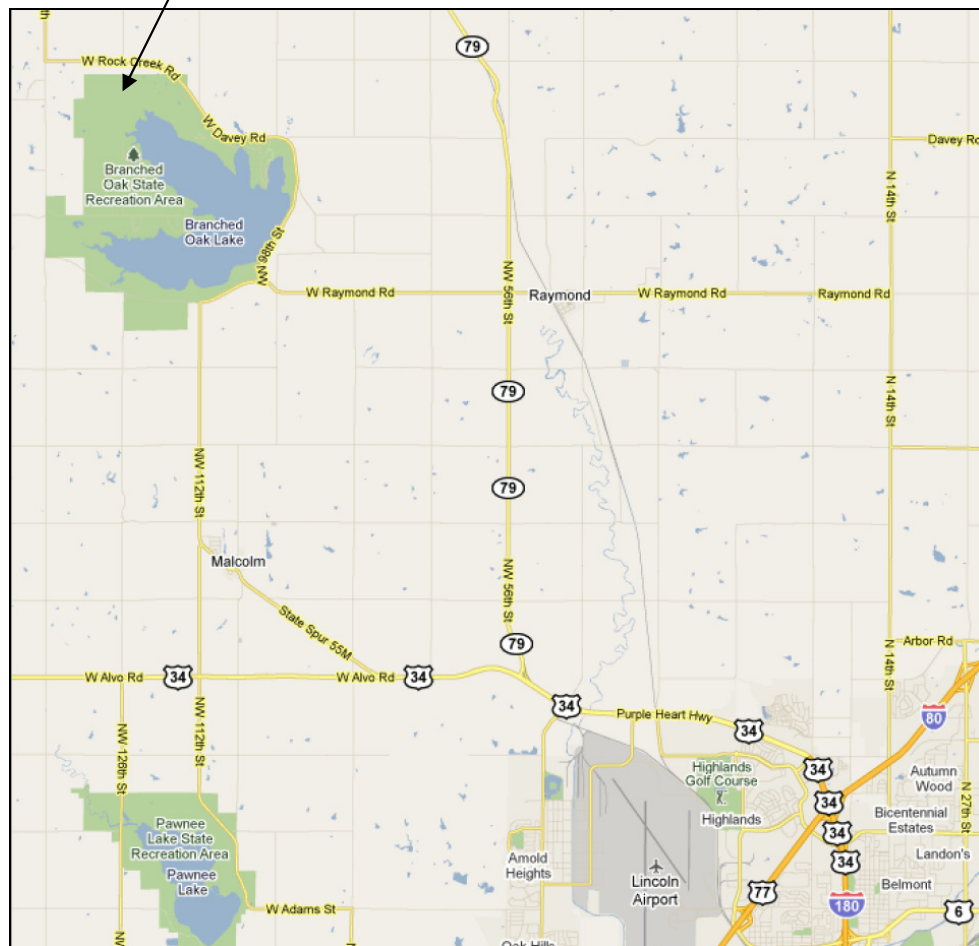 79
W Rock Creek Rd
W Davey Rd
Davey Rd
N 14th St
Branched
Oak State
Recreation Area
Branched
Oak Lake
NW 98th St
W Raymond Rd
Raymond
W Raymond Rd
Raymond Rd
NW 56th St
79
N 14th St
79
NW 112th St
Malcolm
NW 56th St
State Spur 55M
79
Arbor Rd
N 14th St
W Alvo Rd
34
W Alvo Rd
34
34
Purple Heart Hwy
34
80
NW 126th St
NW 112th St
34
Highlands
Golf Course
Highlands
34
Autumn
Wood
N 27th St
Bicentennial
Estates
34
Pawnee
Lake State
Recreation Area
Pawnee
Lake
Arnold
Heights
34
Landon's
Lincoln
Airport
77
Belmont
W Adams St
180
6
Oak Hills